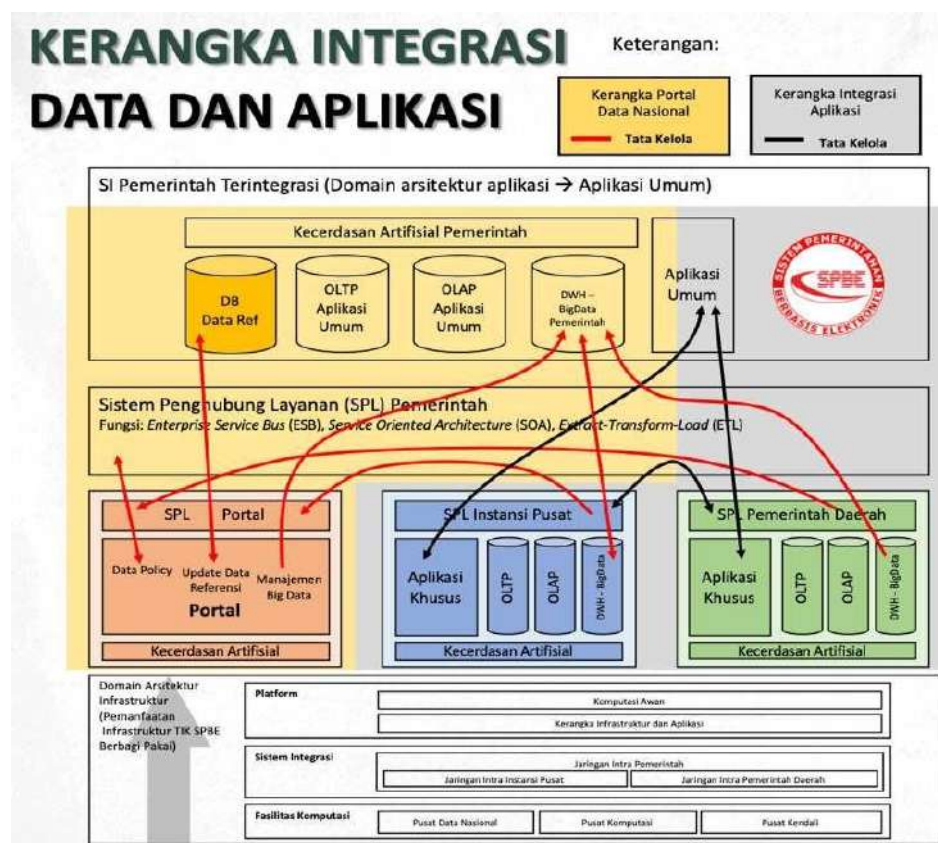 KERANGKA INTEGRASI
DATA DAN APLIKASI
Keterangan:
Kerangka Portal
Data Nasional
Tata Kelola
Kerangka Integrasi
Aplikasi
Tata Kelola
SI Pemerintah Terintegrasi (Domain arsitektur aplikasi → Aplikasi Umum)
Kecerdasan Artifisial Pemerintah
DB
Data Ref
OLTP
Aplikasi
Umum
OLAP
Aplikasi
Umum
DWH –
BigData
Pemerintah
Aplikasi
Umum
SISTEM PEMERINTAHAN
SPBE
BERBASIS ELEKTRONIK
Sistem Penghubung Layanan (SPL) Pemerintah
Fungsi: Enterprise Service Bus (ESB), Service Oriented Architecture (SOA), Extract-Transform-Load (ETL)
SPL Portal
Data Policy
Update Data
Referensi
Manajemen
Big Data
Portal
Kecerdasan Artifisial
SPL Instansi Pusat
Aplikasi
Khusus
OLTP
OLAP
DWH - BigData
Kecerdasan Artifisial
SPL Pemerintah Daerah
Aplikasi
Khusus
OLTP
OLAP
DWH - BigData
Kecerdasan Artifisial
Domain Arsitektur
Infrastruktur
(Pemanfaatan
Infrastruktur TIK SPBE
Berbagi Pakai)
Platform
Komputasi Awan
Kerangka Infrastruktur dan Aplikasi
Sistem Integrasi
Jaringan Intra Pemerintah
Jaringan Intra Instansi Pusat
Jaringan Intra Pemerintah Daerah
Fasilitas Komputasi
Pusat Data Nasional
Pusat Komputasi
Pusat Kendali